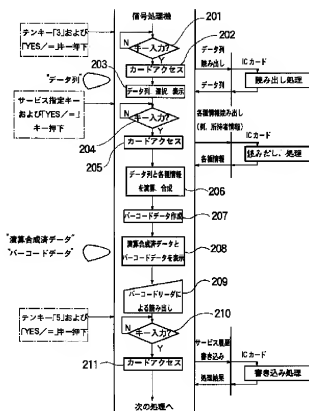 信号処理機
テンキー「3」および
「YES/=」キー押下
N
キー入力?
201
Y
202
カードアクセス
データ列
読み出し
ICカード
読み出し処理
データ列
203
"データ列"
データ列 選択 表示
サービス指定キー
および「YES/=」
キー押下
N
キー入力?
204
Y
各種情報読み出し
(例、所持者情報)
ICカード
カードアクセス
205
読みだし、処理
各種情報
データ列と各種情報
を演算、合成
206
バーコードデータ作成
207
"演算合成済データ"
"バーコードデータ"
演算合成済データと
バーコードデータを表示
208
209
バーコードリーダに
よる読み出し
テンキー「5」および
「YES/=」キー押下
N
キー入力?
210
Y
サービス履歴
書き込み
ICカード
211
カードアクセス
書き込み処理
処理結果
次の処理へ